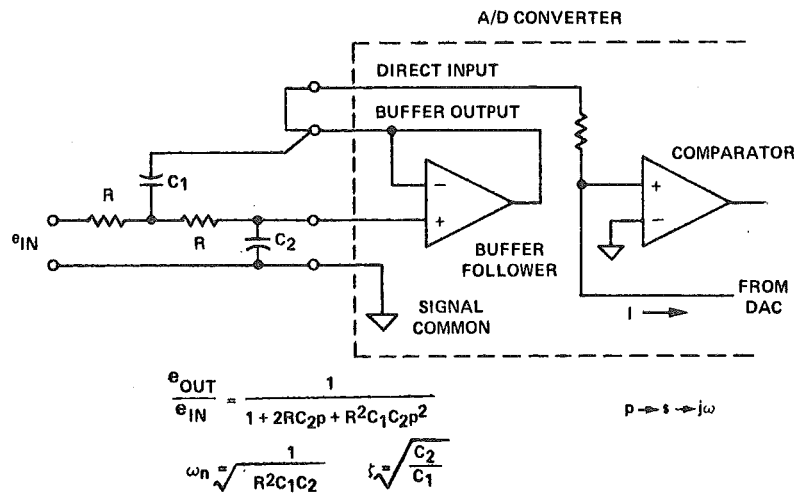 A/D CONVERTER
DIRECT INPUT
BUFFER OUTPUT
COMPARATOR
C1
R
−
+
+
−
eIN
R
C2
BUFFER
FOLLOWER
SIGNAL
COMMON
FROM
DAC
I →
eOUT / eIN = 1 / (1 + 2RC2p + R²C1C2p²)
p → s → jω
ωn = √(1 / R²C1C2)
ζ = √(C2 / C1)